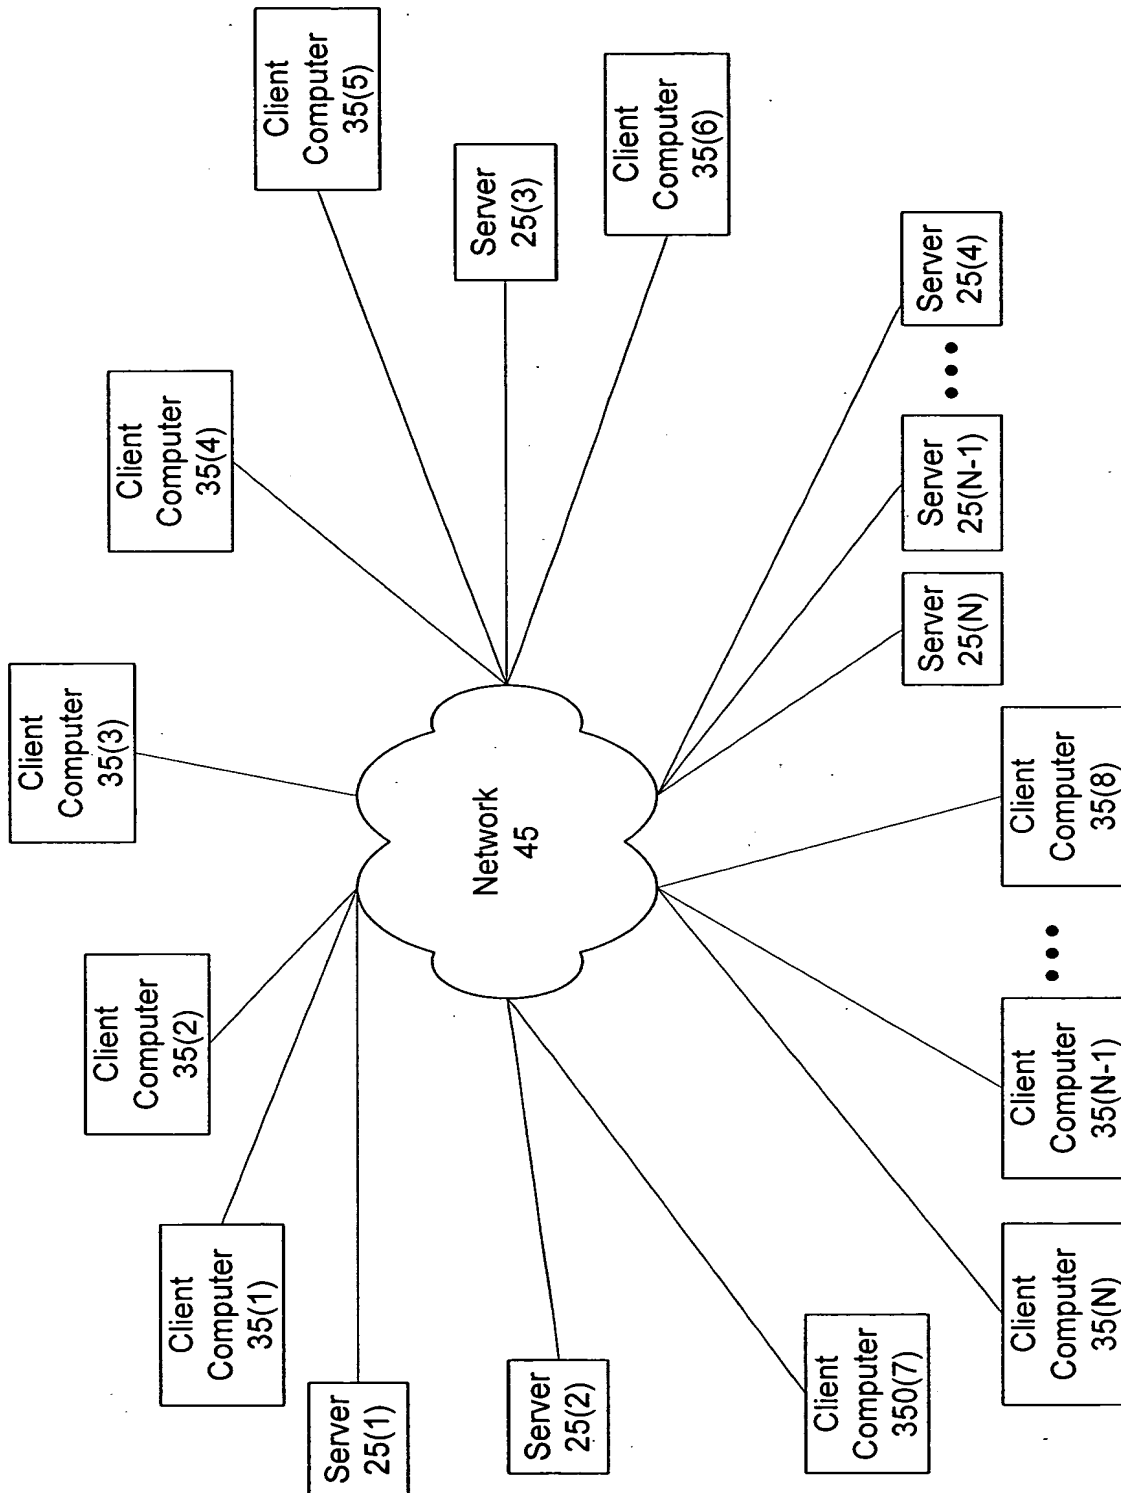 Client
Computer
35(3)
Client
Computer
35(2)
Client
Computer
35(4)
Client
Computer
35(1)
Client
Computer
35(5)
Server
25(1)
Network
45
Server
25(3)
Server
25(2)
Client
Computer
35(6)
Client
Computer
350(7)
Server
25(N)
Server
25(N-1)
Server
25(4)
Client
Computer
35(N)
Client
Computer
35(N-1)
Client
Computer
35(8)